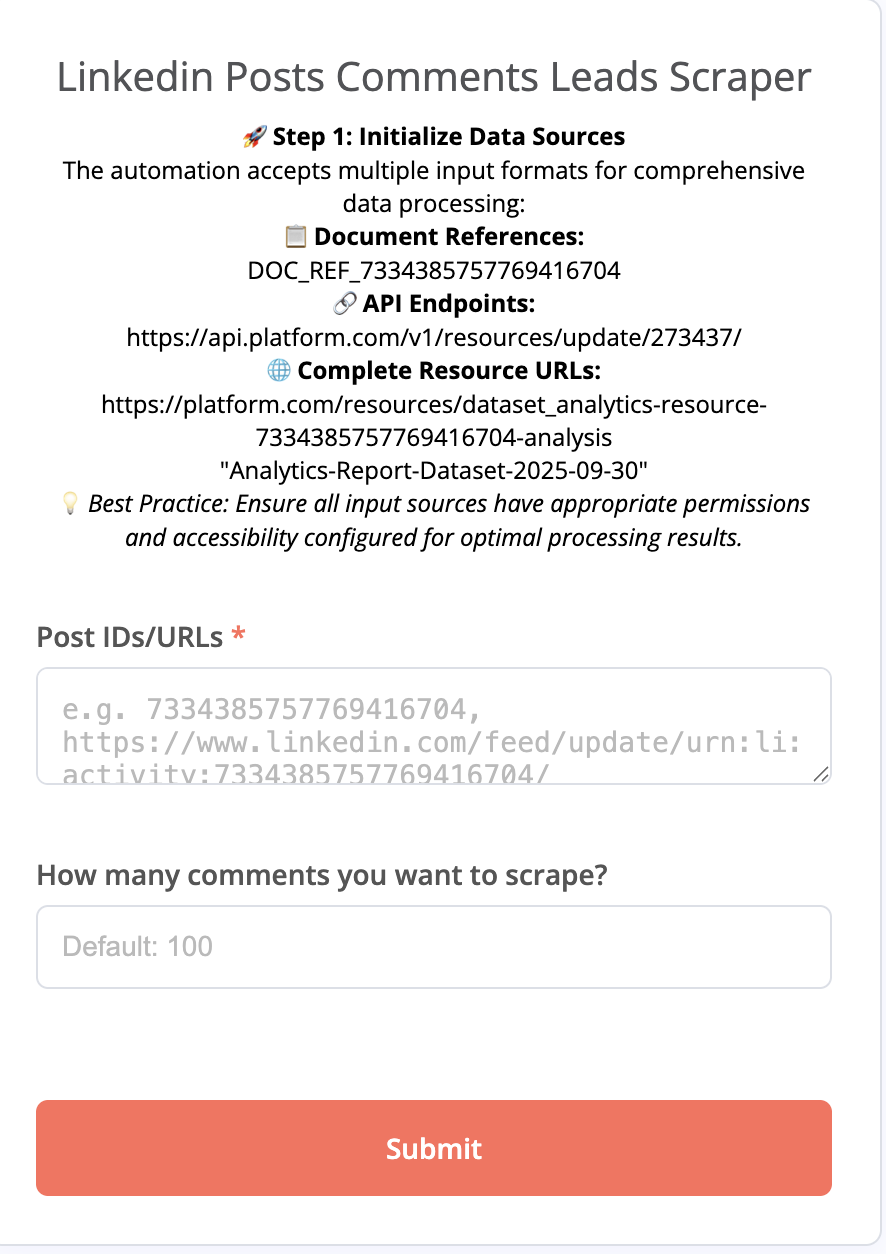 Linkedin Posts Comments Leads Scraper
🚀 Step 1: Initialize Data Sources
The automation accepts multiple input formats for comprehensive
data processing:
📋 Document References:
DOC_REF_7334385757769416704
🔗 API Endpoints:
https://api.platform.com/v1/resources/update/273437/
🌐 Complete Resource URLs:
https://platform.com/resources/dataset_analytics-resource-
7334385757769416704-analysis
"Analytics-Report-Dataset-2025-09-30"
💡 Best Practice: Ensure all input sources have appropriate permissions
and accessibility configured for optimal processing results.
Post IDs/URLs *
e.g. 7334385757769416704,
https://www.linkedin.com/feed/update/urn:li:
activity:7334385757769416704/
How many comments you want to scrape?
Default: 100
Submit